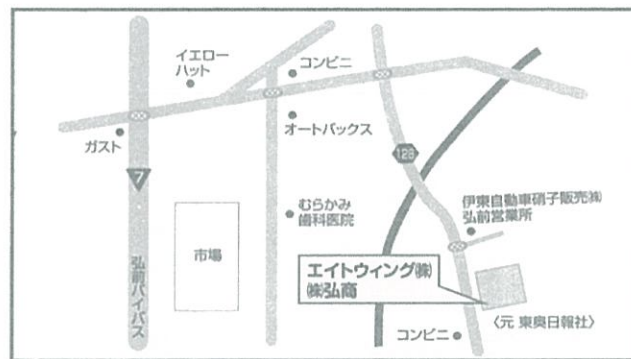 イエロー
ハット
コンビニ
ガスト
オートバックス
7
弘前バイパス
128
むらかみ
歯科医院
市場
伊東自動車硝子販売㈱
弘前営業所
エイトウィング㈱
㈱弘商
〈元 東奥日報社〉
コンビニ